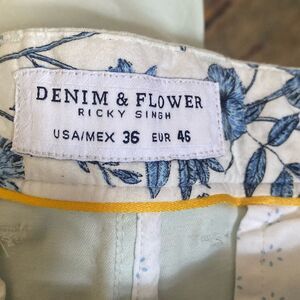 DENIM & FLOWER
RICKY SINGH
USA/MEX 36 EUR 46